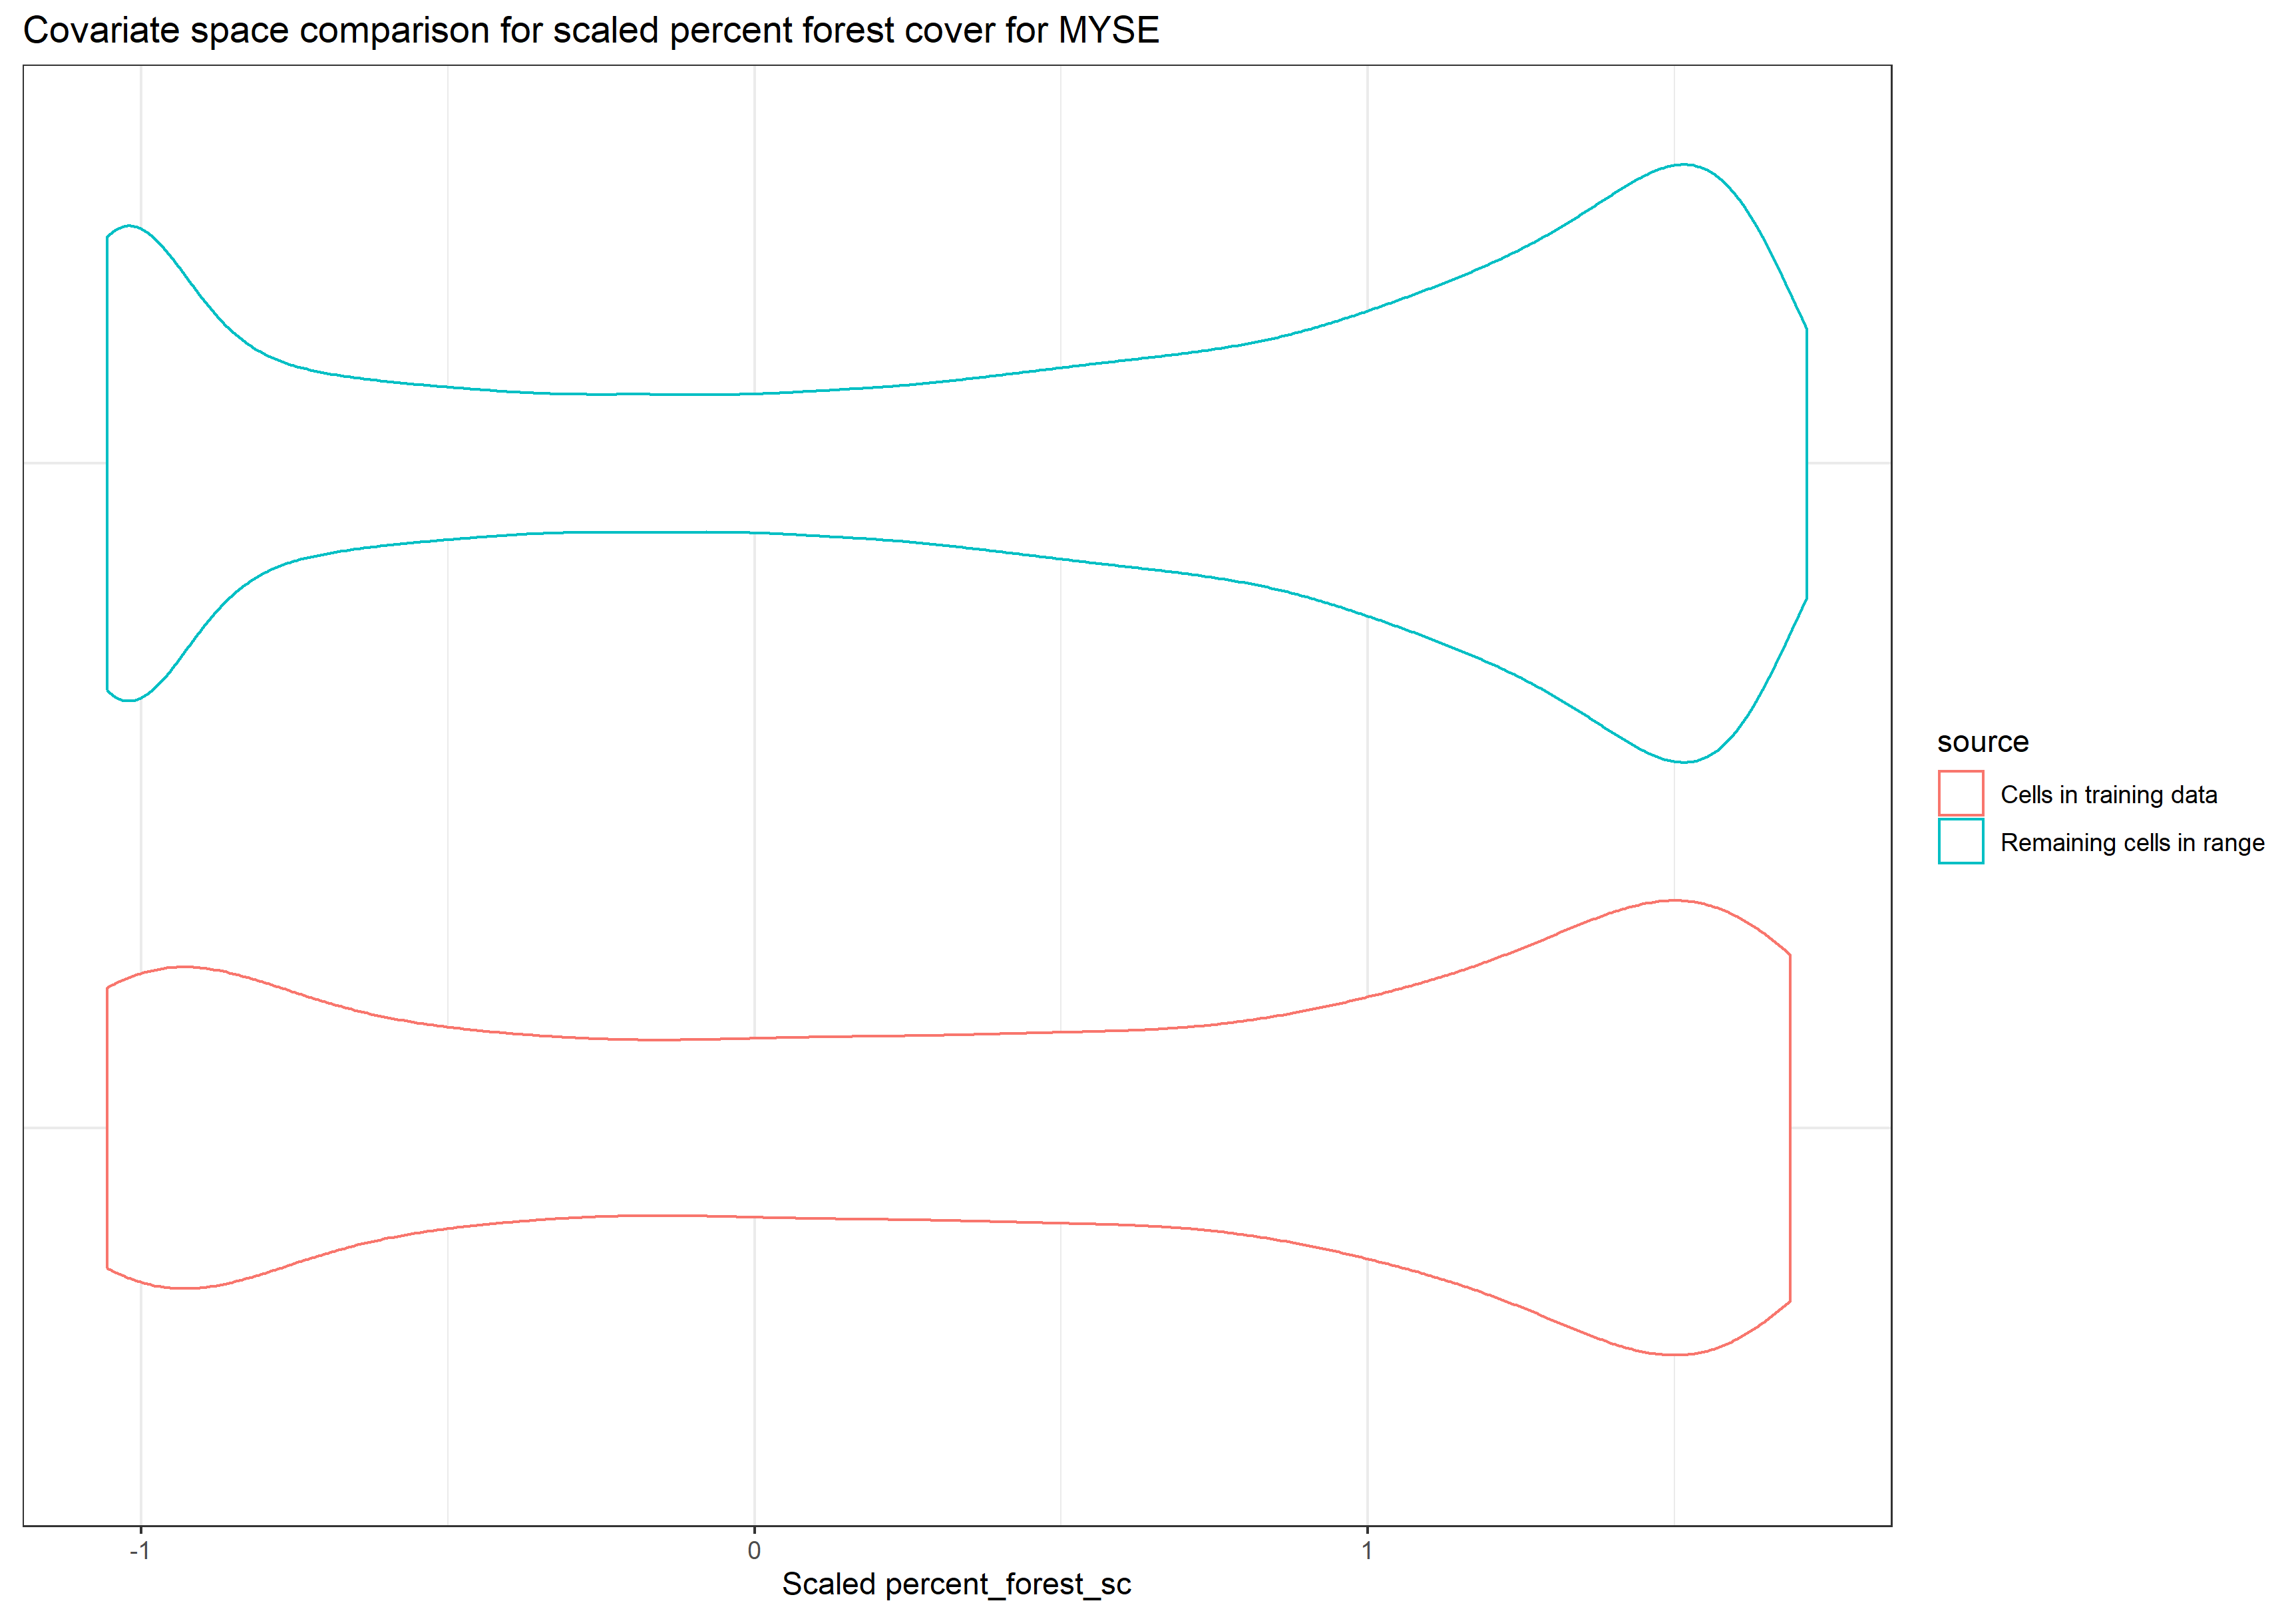 Covariate space comparison for scaled percent forest cover for MYSE
source
Cells in training data
Remaining cells in range
-1
0
1
Scaled percent_forest_sc